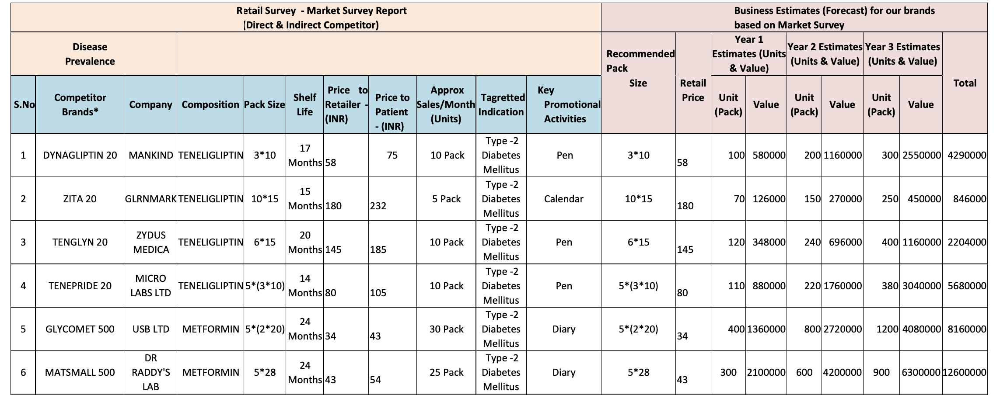 Retail Survey - Market Survey Report
(Direct & Indirect Competitor)
Business Estimates (Forecast) for our brands
based on Market Survey
Disease
Prevalence
Recommended
Pack
Size
Retail
Price
Year 1
Estimates (Units
& Value)
Year 2 Estimates
(Units & Value)
Year 3 Estimates
(Units & Value)
Total
S.No
Competitor
Brands*
Company
Composition
Pack Size
Shelf
Life
Price to
Retailer -
(INR)
Price to
Patient
- (INR)
Approx
Sales/Month
(Units)
Tagretted
Indication
Key
Promotional
Activities
Unit
(Pack)
Value
Unit
(Pack)
Value
Unit
(Pack)
Value
1
DYNAGLIPTIN 20
MANKIND
TENELIGLIPTIN
3*10
17
Months
58
75
10 Pack
Type -2
Diabetes
Mellitus
Pen
3*10
58
100
580000
200
1160000
300
2550000
4290000
2
ZITA 20
GLRNMARK
TENELIGLIPTIN
10*15
15
Months
180
232
5 Pack
Type -2
Diabetes
Mellitus
Calendar
10*15
180
70
126000
150
270000
250
450000
846000
3
TENGLYN 20
ZYDUS
MEDICA
TENELIGLIPTIN
6*15
20
Months
145
185
10 Pack
Type -2
Diabetes
Mellitus
Pen
6*15
145
120
348000
240
696000
400
1160000
2204000
4
TENEPRIDE 20
MICRO
LABS LTD
TENELIGLIPTIN
5*(3*10)
14
Months
80
105
10 Pack
Type -2
Diabetes
Mellitus
Pen
5*(3*10)
80
110
880000
220
1760000
380
3040000
5680000
5
GLYCOMET 500
USB LTD
METFORMIN
5*(2*20)
24
Months
34
43
30 Pack
Type -2
Diabetes
Mellitus
Diary
5*(2*20)
34
400
1360000
800
2720000
1200
4080000
8160000
6
MATSMALL 500
DR
RADDY'S
LAB
METFORMIN
5*28
24
Months
43
54
25 Pack
Type -2
Diabetes
Mellitus
Diary
5*28
43
300
2100000
600
4200000
900
6300000
12600000